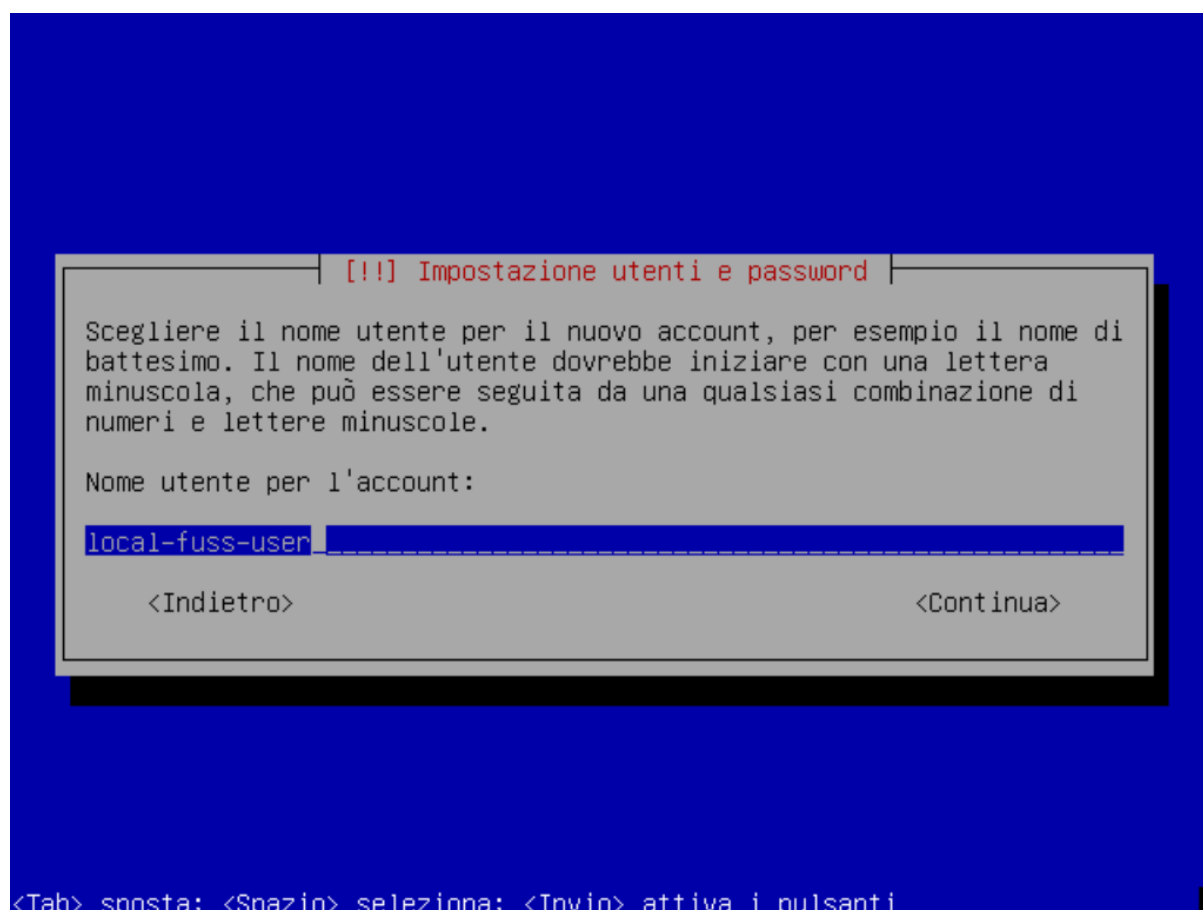 [!!] Impostazione utenti e password
Scegliere il nome utente per il nuovo account, per esempio il nome di
battesimo. Il nome dell'utente dovrebbe iniziare con una lettera
minuscola, che può essere seguita da una qualsiasi combinazione di
numeri e lettere minuscole.
Nome utente per l'account:
local-fuss-user
<Indietro> <Continua>
<Tab> sposta; <Spazio> seleziona; <Invio> attiva i pulsanti